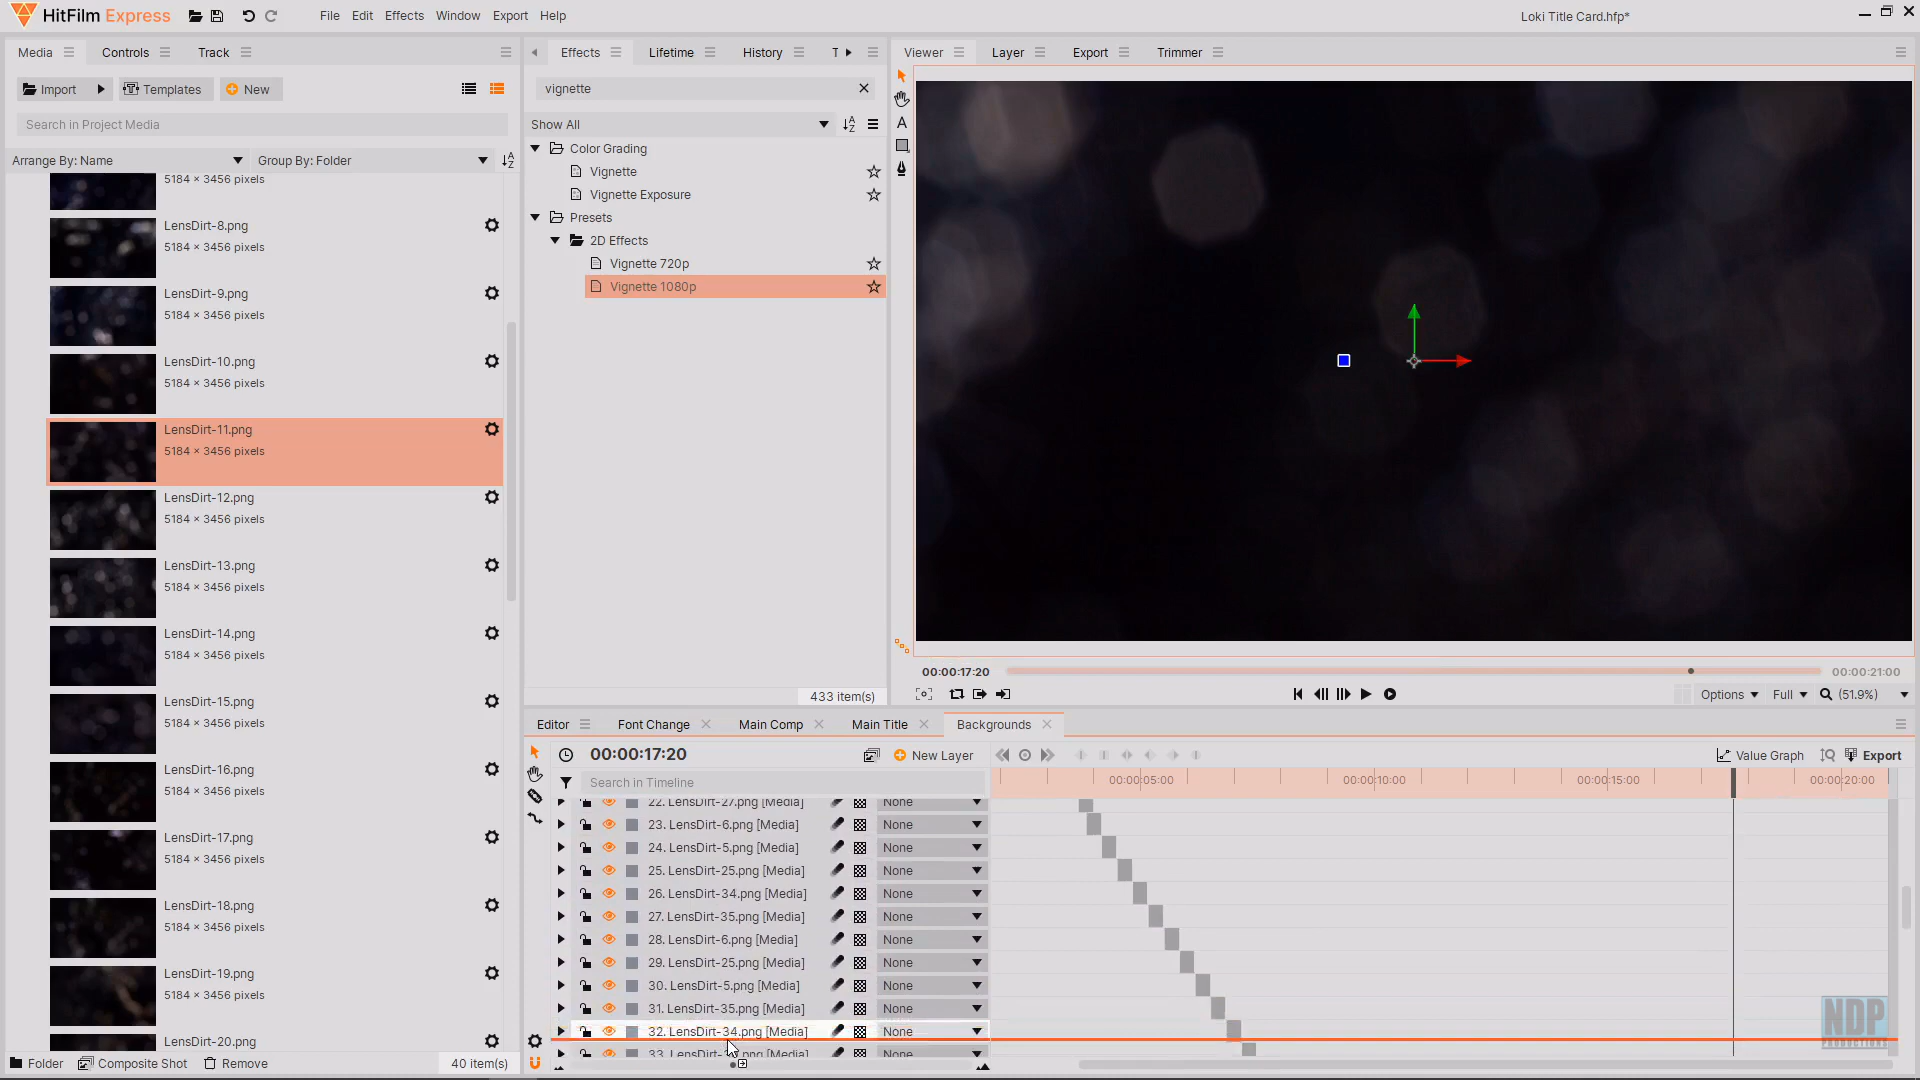 HitFilm Express
File Edit Effects Window Export Help
Loki Title Card.hfp*
Media Controls Track
Import Templates New
Search in Project Media
Arrange By: Name Group By: Folder
5184 × 3456 pixels
LensDirt-8.png
5184 × 3456 pixels
LensDirt-9.png
5184 × 3456 pixels
LensDirt-10.png
5184 × 3456 pixels
LensDirt-11.png
5184 × 3456 pixels
LensDirt-12.png
5184 × 3456 pixels
LensDirt-13.png
5184 × 3456 pixels
LensDirt-14.png
5184 × 3456 pixels
LensDirt-15.png
5184 × 3456 pixels
LensDirt-16.png
5184 × 3456 pixels
LensDirt-17.png
5184 × 3456 pixels
LensDirt-18.png
5184 × 3456 pixels
LensDirt-19.png
5184 × 3456 pixels
LensDirt-20.png
Folder Composite Shot Remove 40 item(s)
Effects Lifetime History T
vignette
Show All
Color Grading
Vignette
Vignette Exposure
Presets
2D Effects
Vignette 720p
Vignette 1080p
433 item(s)
Viewer Layer Export Trimmer
A
00:00:17:20
00:00:21:00
Options Full (51.9%)
Editor Font Change Main Comp Main Title Backgrounds
00:00:17:20 New Layer Value Graph Export
Search in Timeline
00:00:05:00 00:00:10:00 00:00:15:00 00:00:20:00
22. LensDirt-27.png [Media] None
23. LensDirt-6.png [Media] None
24. LensDirt-5.png [Media] None
25. LensDirt-25.png [Media] None
26. LensDirt-34.png [Media] None
27. LensDirt-35.png [Media] None
28. LensDirt-6.png [Media] None
29. LensDirt-25.png [Media] None
30. LensDirt-5.png [Media] None
31. LensDirt-35.png [Media] None
32. LensDirt-34.png [Media] None
None
NDP
PRODUCTIONS